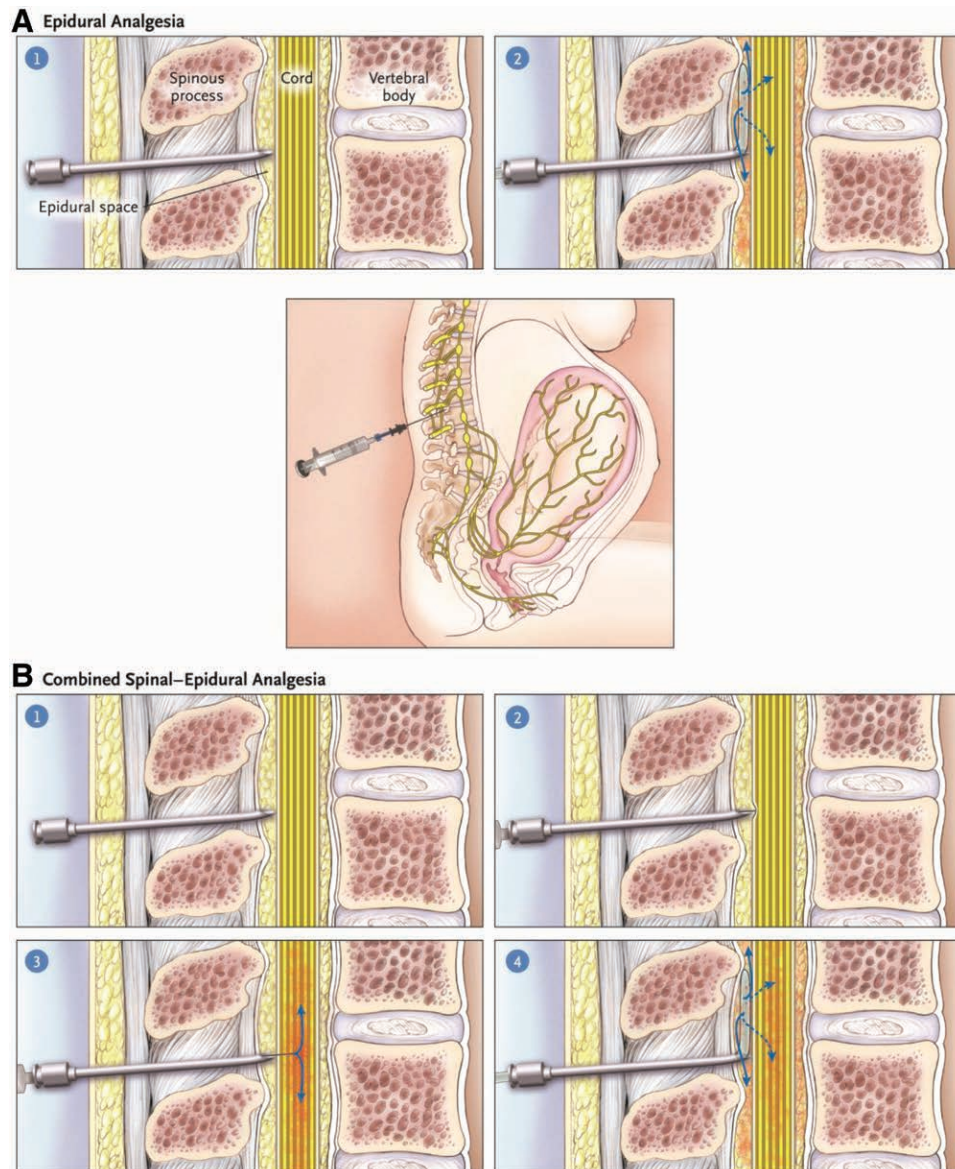 A Epidural Analgesia
1
2
Spinous
process
Cord
Vertebral
body
Epidural space
B Combined Spinal–Epidural Analgesia
1
2
3
4